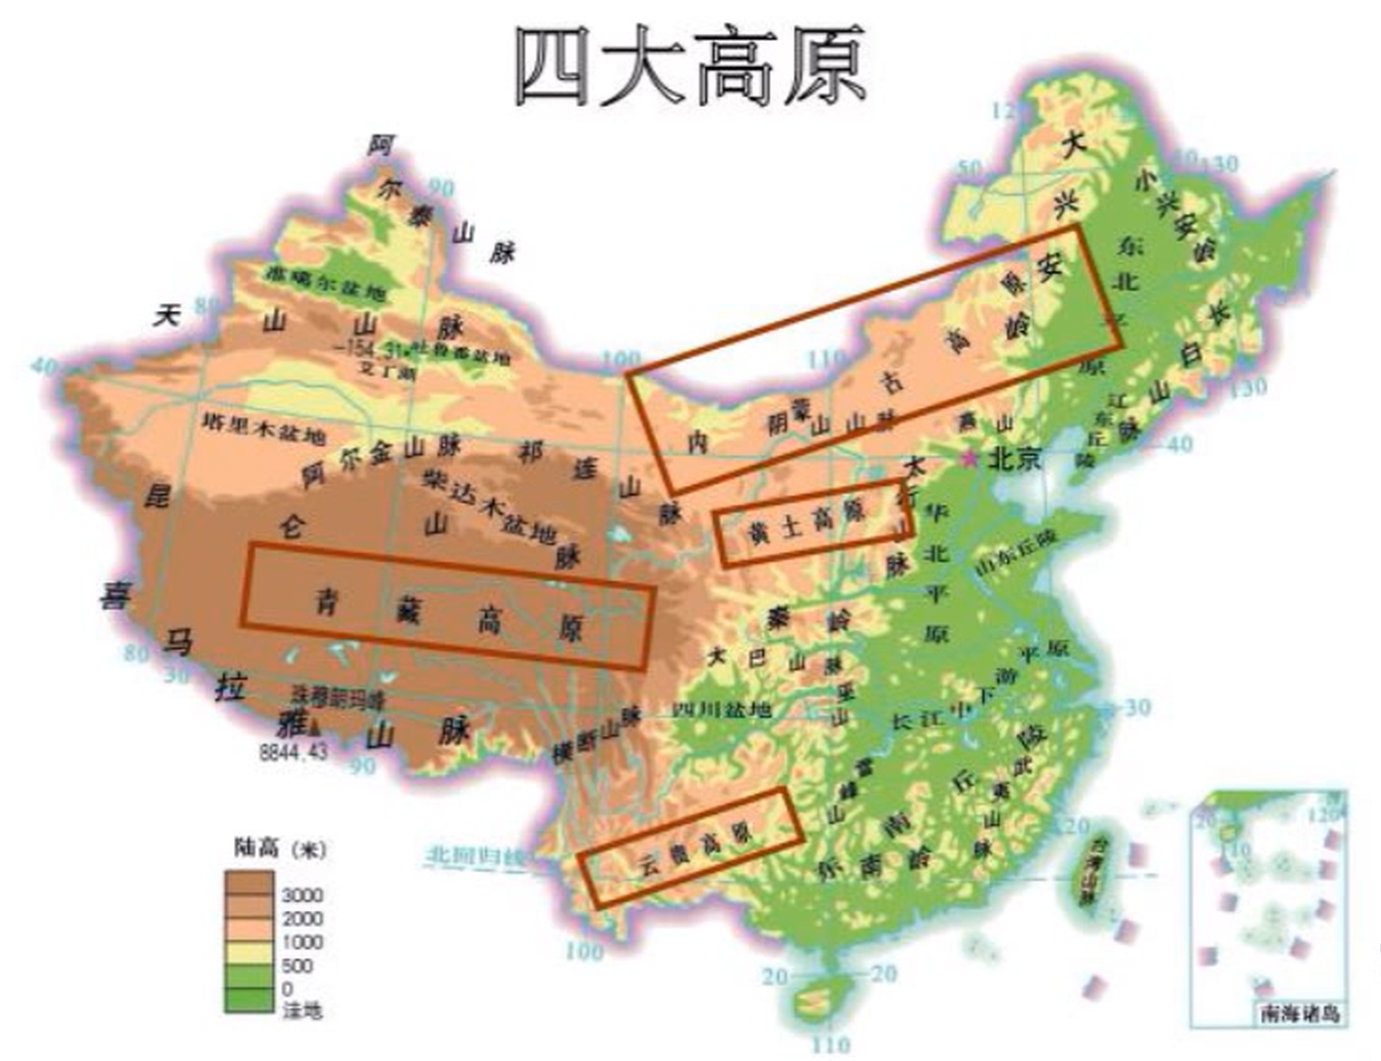 四大高原
阿尔泰山脉
准噶尔盆地
天山山脉
-154.31
吐鲁番盆地
艾丁湖
塔里木盆地
阿尔金山脉
祁连山脉
柴达木盆地
昆仑山脉
青藏高原
喜马拉雅山脉
珠穆朗玛峰
8844.43
横断山脉
内蒙古高原
阴山山脉
大兴安岭
小兴安岭
东北平原
长白山脉
辽东丘陵
燕山
北京
太行山脉
黄土高原
华北平原
山东丘陵
秦岭
大巴山脉
巫山
四川盆地
长江中下游平原
雪峰山
云贵高原
东南丘陵
南岭
武夷山脉
台湾山脉
北回归线
40
80
90
100
110
12
50
40
130
130
40
30
20
80
30
90
100
20
20
110
陆高(米)
3000
2000
1000
500
0
洼地
20
120
110
南海诸岛